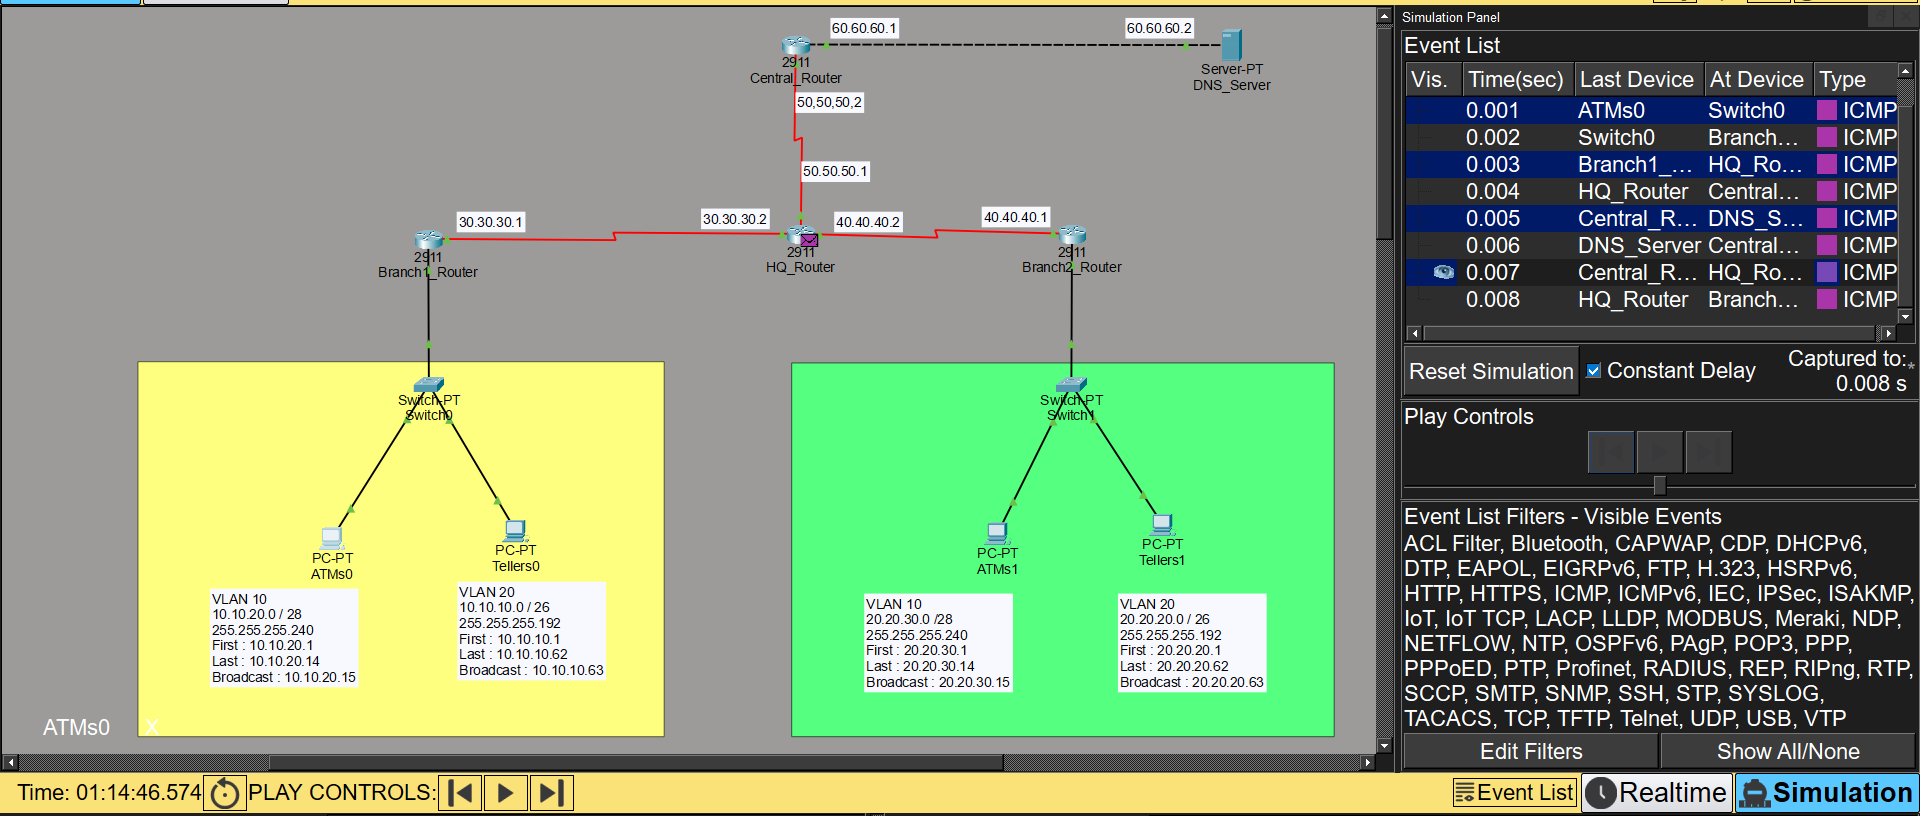 60.60.60.1
60.60.60.2
2911
Central_Router
Server-PT
DNS_Server
50,50,50,2
50.50.50.1
30.30.30.1
30.30.30.2
40.40.40.2
40.40.40.1
2911
Branch1_Router
2911
HQ_Router
2911
Branch2_Router
Switch-PT
Switch0
Switch-PT
Switch1
PC-PT
ATMs0
PC-PT
Tellers0
PC-PT
ATMs1
PC-PT
Tellers1
VLAN 10
10.10.20.0 / 28
255.255.255.240
First : 10.10.20.1
Last : 10.10.20.14
Broadcast : 10.10.20.15
VLAN 20
10.10.10.0 / 26
255.255.255.192
First : 10.10.10.1
Last : 10.10.10.62
Broadcast : 10.10.10.63
VLAN 10
20.20.30.0 /28
255.255.255.240
First : 20.20.30.1
Last : 20.20.30.14
Broadcast : 20.20.30.15
VLAN 20
20.20.20.0 / 26
255.255.255.192
First : 20.20.20.1
Last : 20.20.20.62
Broadcast : 20.20.20.63
ATMs0 X
Simulation Panel
Event List
Vis. Time(sec) Last Device At Device Type
0.001 ATMs0 Switch0 ICMP
0.002 Switch0 Branch... ICMP
0.003 Branch1_... HQ_Ro... ICMP
0.004 HQ_Router Central... ICMP
0.005 Central_R... DNS_S... ICMP
0.006 DNS_Server Central... ICMP
0.007 Central_R... HQ_Ro... ICMP
0.008 HQ_Router Branch... ICMP
Reset Simulation Constant Delay Captured to:*
0.008 s
Play Controls
Event List Filters - Visible Events
ACL Filter, Bluetooth, CAPWAP, CDP, DHCPv6,
DTP, EAPOL, EIGRPv6, FTP, H.323, HSRPv6,
HTTP, HTTPS, ICMP, ICMPv6, IEC, IPSec, ISAKMP,
IoT, IoT TCP, LACP, LLDP, MODBUS, Meraki, NDP,
NETFLOW, NTP, OSPFv6, PAgP, POP3, PPP,
PPPoED, PTP, Profinet, RADIUS, REP, RIPng, RTP,
SCCP, SMTP, SNMP, SSH, STP, SYSLOG,
TACACS, TCP, TFTP, Telnet, UDP, USB, VTP
Edit Filters Show All/None
Time: 01:14:46.574 PLAY CONTROLS: Event List Realtime Simulation